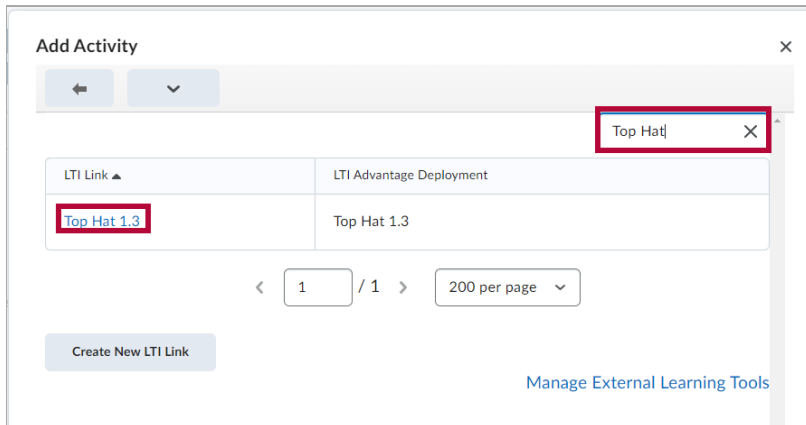 Add Activity
Top Hat
LTI Link
LTI Advantage Deployment
Top Hat 1.3
Top Hat 1.3
1 / 1
200 per page
Create New LTI Link
Manage External Learning Tools